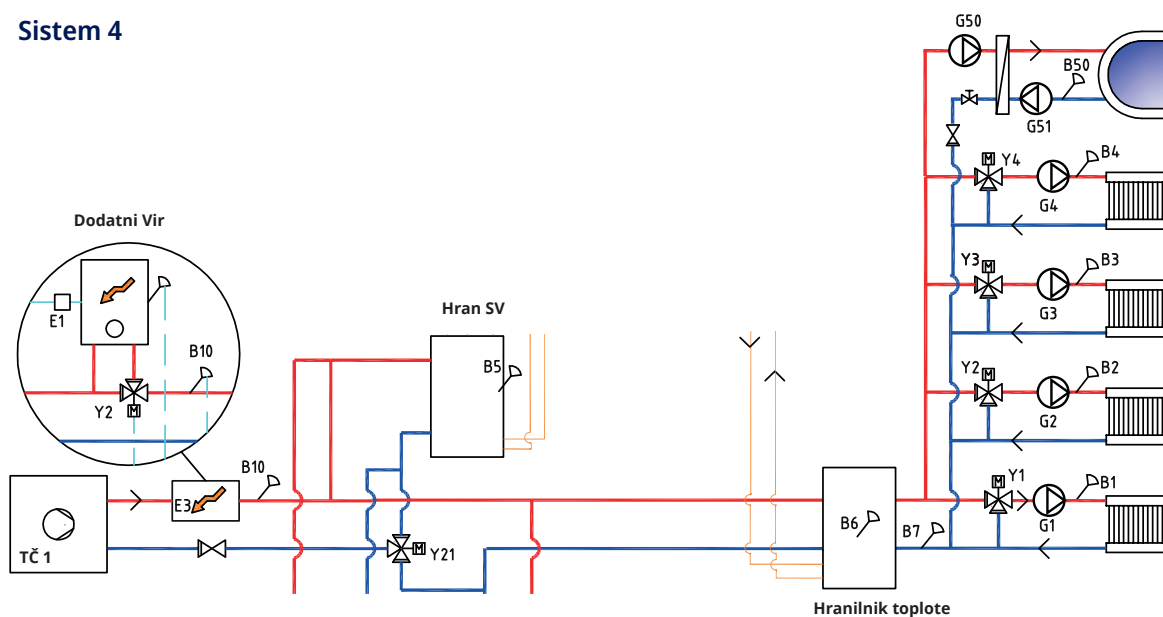 Sistem 4
G50
B50
G51
Y4
B4
G4
Dodatni Vir
Y3
B3
G3
E1
B10
Y2
Hran SV
B5
Y2
B2
G2
B10
E3
TČ 1
Y21
B6
B7
Y1
B1
G1
Hranilnik toplote
M
M
M
M
M
M